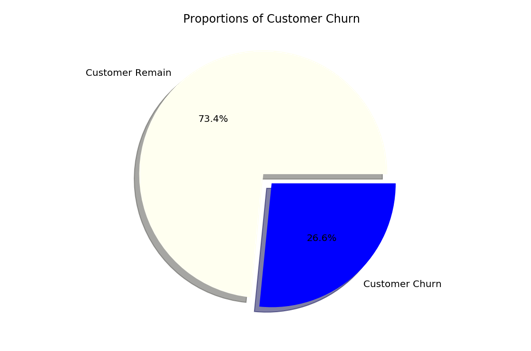 Proportions of Customer Churn
Customer Remain
73.4%
26.6%
Customer Churn